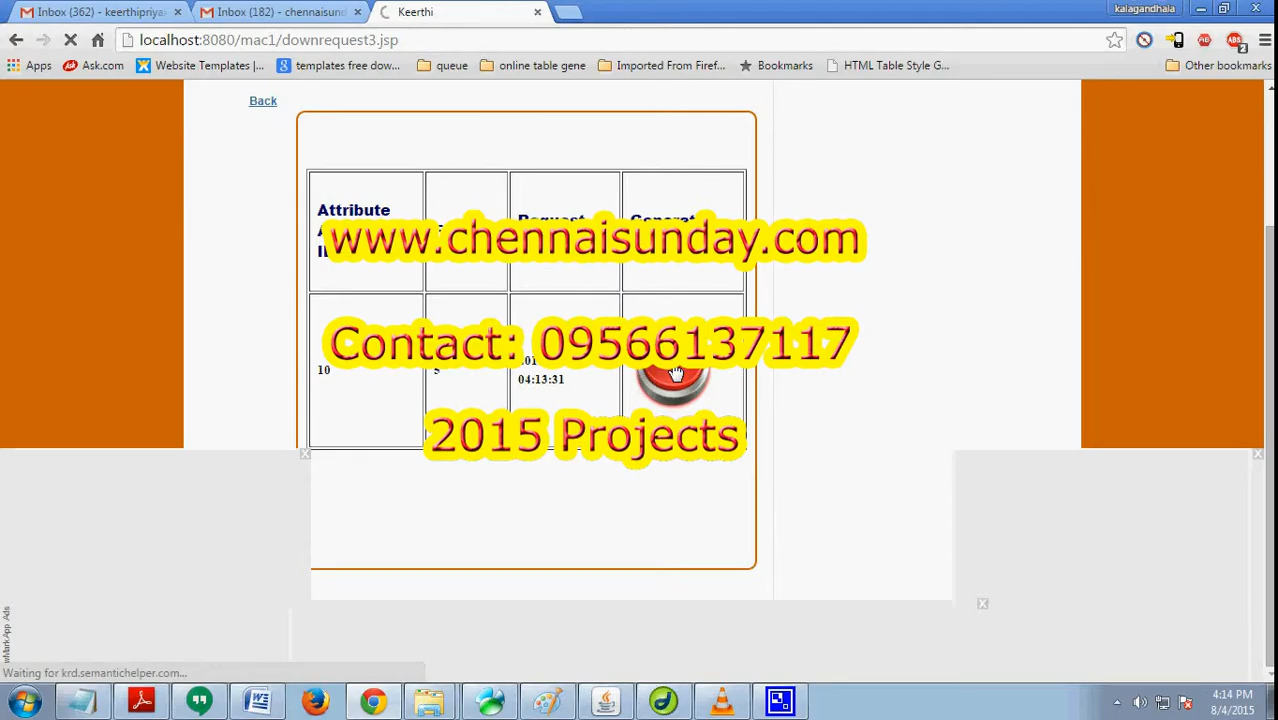 Inbox (362) - keerthipriya
Inbox (182) - chennaisund
Keerthi
kalagandhala
localhost:8080/mac1/downrequest3.jsp
Apps
Ask.com
Website Templates |...
templates free dow...
queue
online table gene
Imported From Firef...
Bookmarks
HTML Table Style G...
Other bookmarks
Back
Attribute
www.chennaisunday.com
Contact: 09566137117
10
04:13:31
2015 Projects
Waiting for krd.semantichelper.com...
4:14 PM
8/4/2015